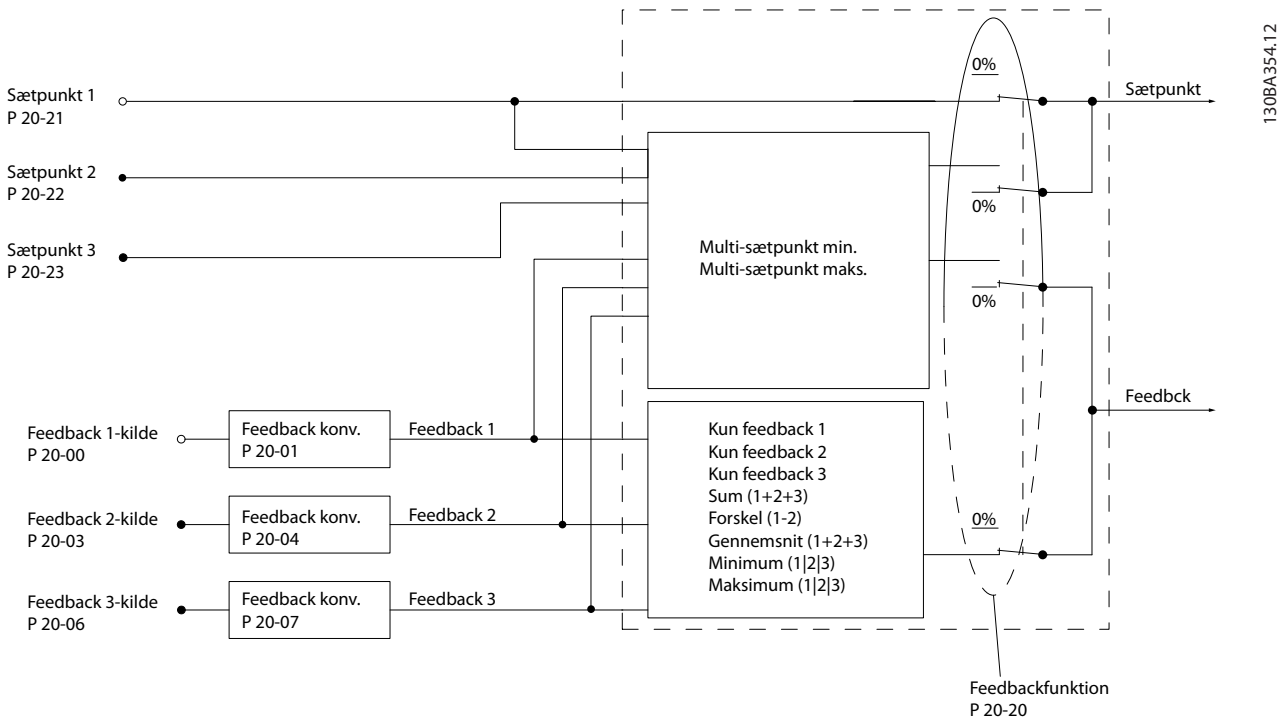 130BA354.12
0%
Sætpunkt 1
P 20-21
Sætpunkt
Sætpunkt 2
P 20-22
0%
Sætpunkt 3
P 20-23
Multi-sætpunkt min.
Multi-sætpunkt maks.
0%
Feedbck
Feedback 1-kilde
P 20-00
Feedback konv.
P 20-01
Feedback 1
Feedback 2-kilde
P 20-03
Feedback konv.
P 20-04
Feedback 2
Feedback 3-kilde
P 20-06
Feedback konv.
P 20-07
Feedback 3
Kun feedback 1
Kun feedback 2
Kun feedback 3
Sum (1+2+3)
Forskel (1-2)
Gennemsnit (1+2+3)
Minimum (1|2|3)
Maksimum (1|2|3)
0%
Feedbackfunktion
P 20-20